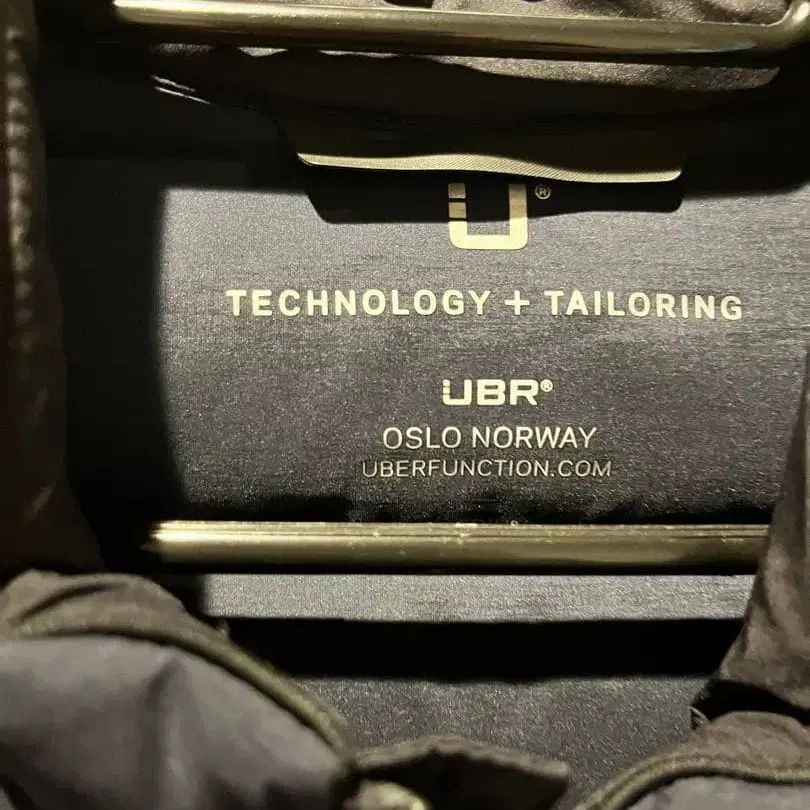 U®
TECHNOLOGY + TAILORING
UBR®
OSLO NORWAY
UBERFUNCTION.COM